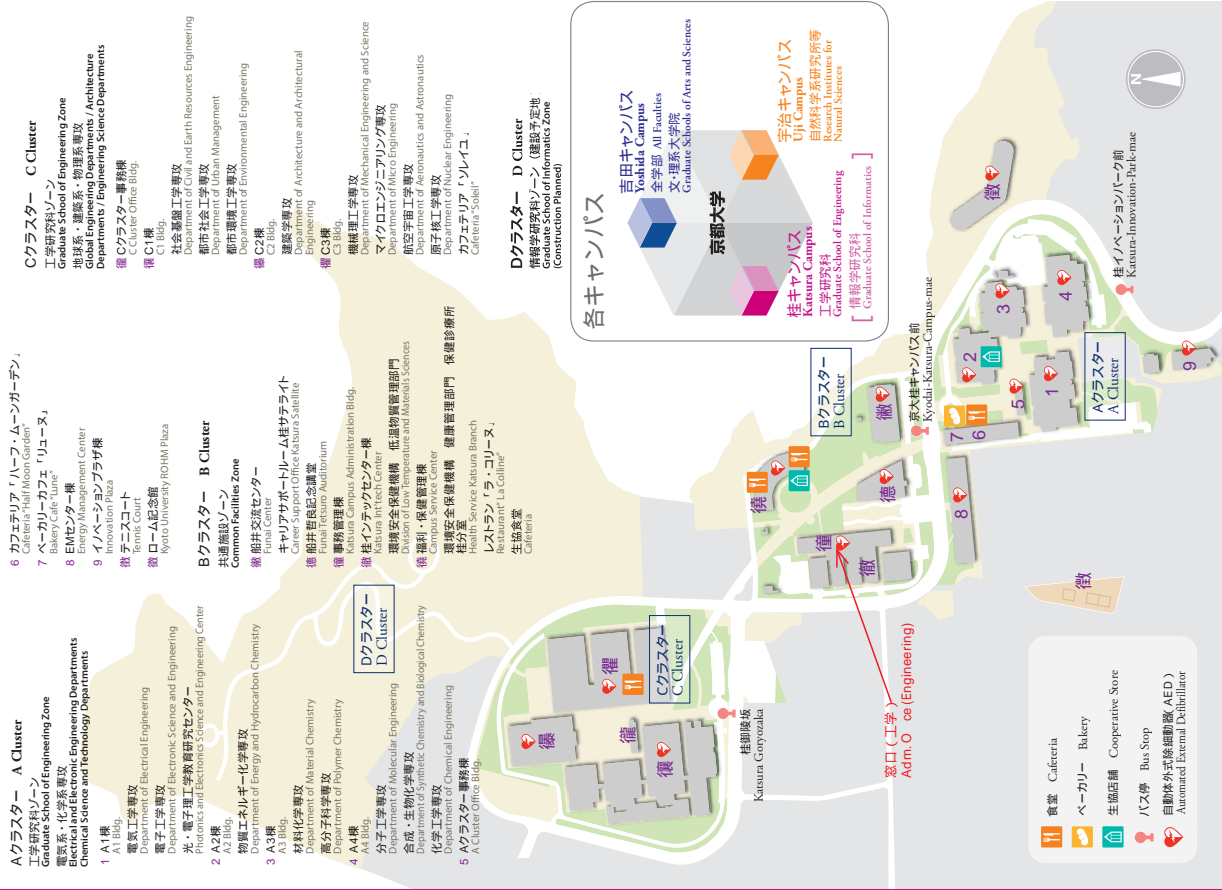 Aクラスター A Cluster
工学研究科ゾーン
Graduate School of Engineering Zone
電気系・化学系専攻
Electrical and Electronic Engineering Departments
Chemical Science and Technology Departments
1 A1棟
A1 Bldg.
電気工学専攻
Department of Electrical Engineering
電子工学専攻
Department of Electronic Science and Engineering
光・電子理工学教育研究センター
Photonics and Electronics Science and Engineering Center
2 A2棟
A2 Bldg.
物質エネルギー化学専攻
Department of Energy and Hydrocarbon Chemistry
3 A3棟
A3 Bldg.
材料化学専攻
Department of Material Chemistry
高分子科学専攻
Department of Polymer Chemistry
4 A4棟
A4 Bldg.
分子工学専攻
Department of Molecular Engineering
合成・生物化学専攻
Department of Synthetic Chemistry and Biological Chemistry
化学工学専攻
Department of Chemical Engineering
5 Aクラスター事務棟
A Cluster Office Bldg.
6 カフェテリア「ハーフ・ムーンガーデン」
Cafeteria "Half Moon Garden"
7 ベーカリーカフェ「リューヌ」
Bakery Cafe "Lune"
8 EMセンター棟
Energy Management Center
9 イノベーションプラザ棟
Innovation Plaza
テニスコート
Tennis Court
ローム記念館
Kyoto University ROHM Plaza
Bクラスター B Cluster
共通施設ゾーン
Common Facilities Zone
船井交流センター
Funai Center
キャリアサポートルーム桂サテライト
Career Support Office Katsura Satellite
船井哲良記念講堂
Funai Tetsuro Auditorium
事務管理棟
Katsura Campus Administration Bldg.
桂インテックセンター棟
Katsura Int'tech Center
環境安全保健機構 低温物質管理部門
Division of Low Temperature and Materials Sciences
福利・保健管理棟
Campus Service Center
環境安全保健機構 健康管理部門 保健診療所
桂分室
Health Service Katsura Branch
レストラン「ラ・コリーヌ」
Restaurant" La Colline"
生協食堂
Cafeteria
Cクラスター C Cluster
工学研究科ゾーン
Graduate School of Engineering Zone
地球系・建築系・物理系専攻
Global Engineering Departments / Architecture
Departments / Engineering Science Departments
Cクラスター事務棟
C Cluster Office Bldg.
C1棟
C1 Bldg.
社会基盤工学専攻
Department of Civil and Earth Resources Engineering
都市社会工学専攻
Department of Urban Management
都市環境工学専攻
Department of Environmental Engineering
C2棟
C2 Bldg.
建築学専攻
Department of Architecture and Architectural
Engineering
C3棟
C3 Bldg.
機械理工学専攻
Department of Mechanical Engineering and Science
マイクロエンジニアリング専攻
Department of Micro Engineering
航空宇宙工学専攻
Department of Aeronautics and Astronautics
原子核工学専攻
Department of Nuclear Engineering
カフェテリア「ソレイユ」
Cafeteria "Soleil"
Dクラスター D Cluster
情報学研究科ゾーン（建設予定地
Graduate School of Informatics Zone
(Construction Planned)
各キャンパス
吉田キャンパス
Yoshida Campus
全学部 All Faculties
文・理系大学院
Graduate Schools of Arts and Sciences
京都大学
宇治キャンパス
Uji Campus
自然科学系研究所等
Research Institutes for
Natural Sciences
桂キャンパス
Katsura Campus
工学研究科
Graduate School of Engineering
[ 情報学研究科 ]
Graduate School of Informatics
N
Dクラスター
D Cluster
Cクラスター
C Cluster
Bクラスター
B Cluster
Aクラスター
A Cluster
1
2
3
4
5
6
7
8
9
桂御陵坂
Katsura Goryozaka
京大桂キャンパス前
Kyodai-Katsura-Campus-mae
桂イノベーションパーク前
Katsura-Innovation-Park-mae
窓口（工学）
Adm. O ce (Engineering)
食堂 Cafeteria
ベーカリー Bakery
生協店舗 Cooperative Store
バス停 Bus Stop
自動体外式除細動器（AED）
Automated External Defibrillator